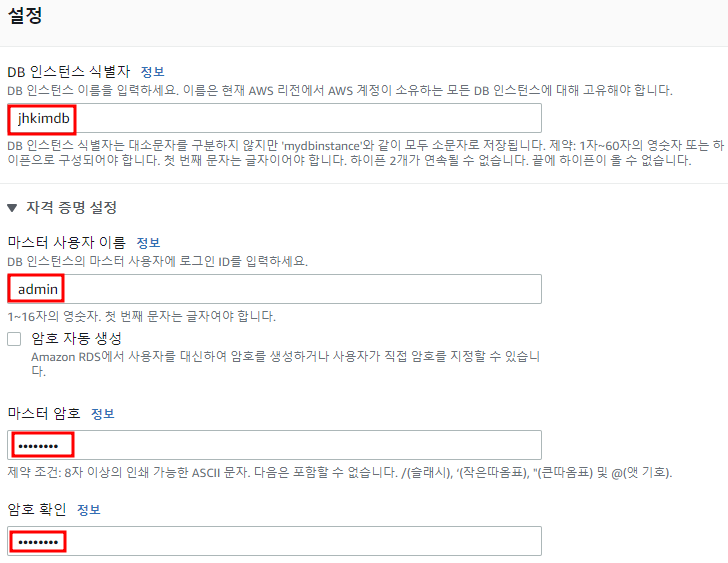 설정
DB 인스턴스 식별자 정보
DB 인스턴스 이름을 입력하세요. 이름은 현재 AWS 리전에서 AWS 계정이 소유하는 모든 DB 인스턴스에 대해 고유해야 합니다.
jhkimdb
DB 인스턴스 식별자는 대소문자를 구분하지 않지만 'mydbinstance'와 같이 모두 소문자로 저장됩니다. 제약: 1자~60자의 영숫자 또는 하
이픈으로 구성되어야 합니다. 첫 번째 문자는 글자이어야 합니다. 하이픈 2개가 연속될 수 없습니다. 끝에 하이픈이 올 수 없습니다.
▼ 자격 증명 설정
마스터 사용자 이름 정보
DB 인스턴스의 마스터 사용자에 로그인 ID를 입력하세요.
admin
1~16자의 영숫자. 첫 번째 문자는 글자여야 합니다.
암호 자동 생성
Amazon RDS에서 사용자를 대신하여 암호를 생성하거나 사용자가 직접 암호를 지정할 수 있습니
다.
마스터 암호 정보
••••••••
제약 조건: 8자 이상의 인쇄 가능한 ASCII 문자. 다음은 포함할 수 없습니다. /(슬래시), '(작은따옴표), "(큰따옴표) 및 @(앳 기호).
암호 확인 정보
••••••••